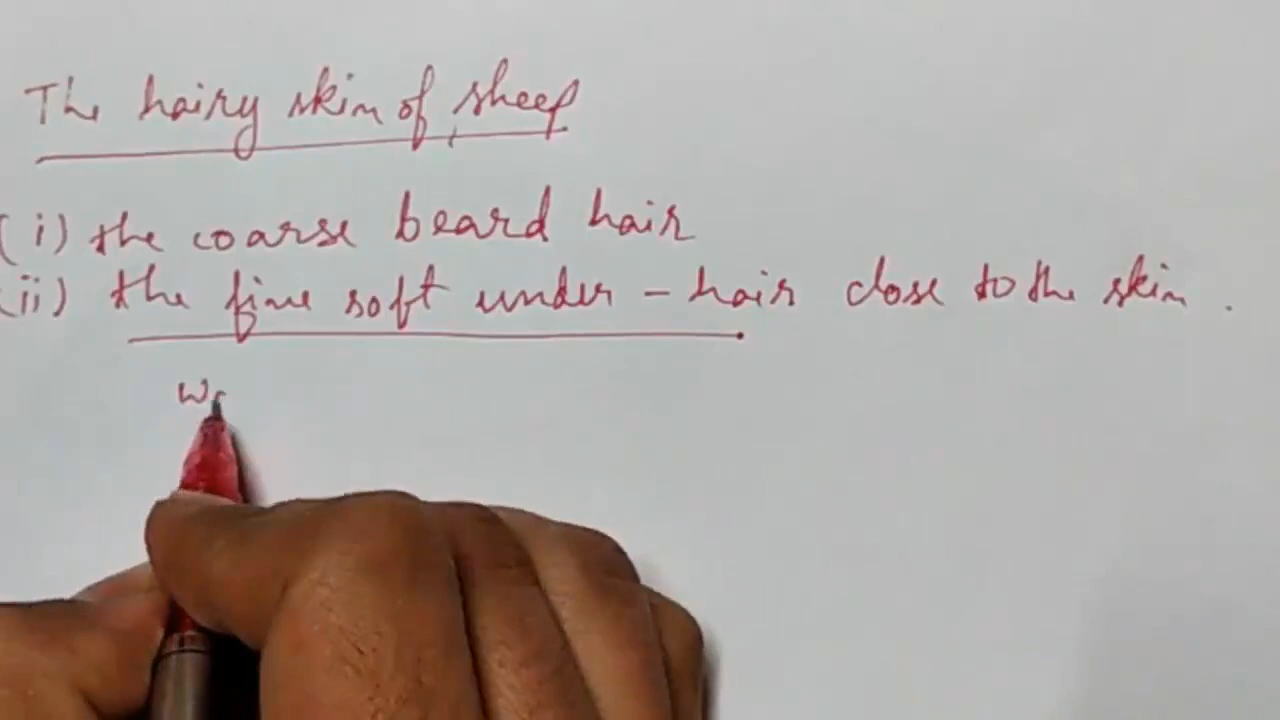 The hairy skin of sheep
(i) the coarse beard hair
(ii) the fine soft under - hair close to the skin .